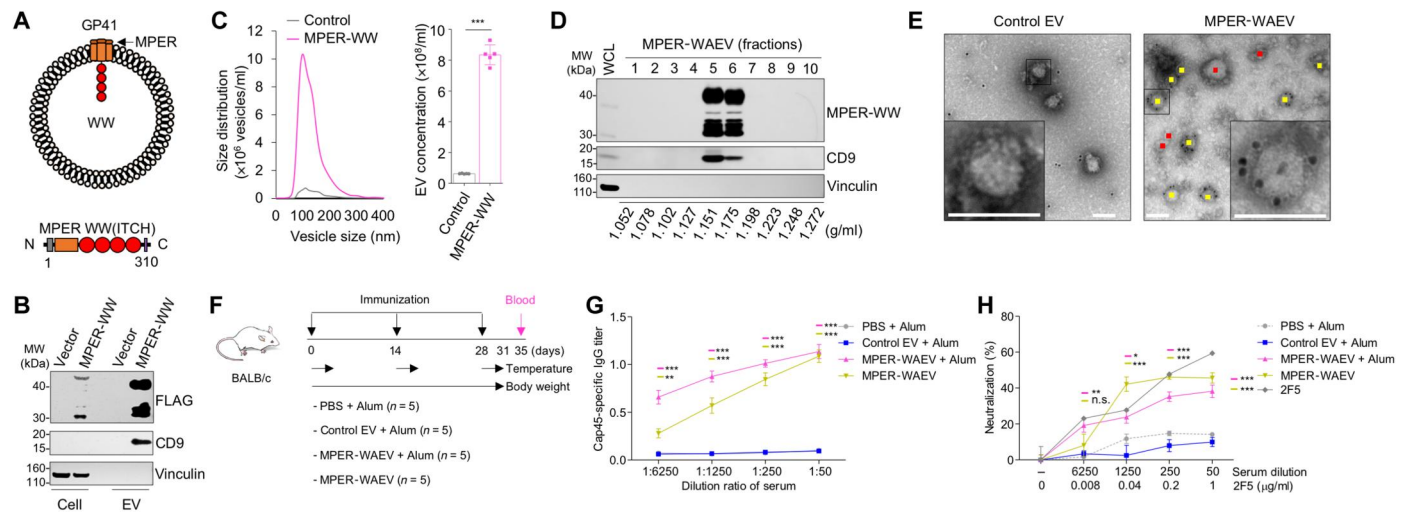 A
GP41
MPER
WW
MPER WW(ITCH)
N
C
1
310
B
Vector
MPER-WW
Vector
MPER-WW
MW
(kDa)
40
30
20
15
160
110
FLAG
CD9
Vinculin
Cell
EV
C
Control
MPER-WW
Size distribution
(×10⁶ vesicles/ml)
12
10
8
6
4
2
0
0 100 200 300 400
Vesicle size (nm)
EV concentration (×10⁸/ml)
***
10
8
6
4
2
0
Control
MPER-WW
D
MPER-WAEV (fractions)
MW
(kDa)
WCL
1 2 3 4 5 6 7 8 9 10
40
30
20
15
160
110
MPER-WW
CD9
Vinculin
1.052
1.078
1.102
1.127
1.151
1.175
1.198
1.223
1.248
1.272
(g/ml)
E
Control EV
MPER-WAEV
F
BALB/c
Immunization
Blood
0 14 28 31 35 (days)
Temperature
Body weight
- PBS + Alum (n = 5)
- Control EV + Alum (n = 5)
- MPER-WAEV + Alum (n = 5)
- MPER-WAEV (n = 5)
G
Cap45-specific IgG titer
1.5
1.0
0.5
0.0
***
**
***
***
***
***
***
***
1:6250 1:1250 1:250 1:50
Dilution ratio of serum
PBS + Alum
Control EV + Alum
MPER-WAEV + Alum
MPER-WAEV
H
Neutralization (%)
80
60
40
20
0
**
n.s.
*
***
***
***
***
***
PBS + Alum
Control EV + Alum
MPER-WAEV + Alum
MPER-WAEV
2F5
– 6250 1250 250 50 Serum dilution
0 0.008 0.04 0.2 1 2F5 (μg/ml)